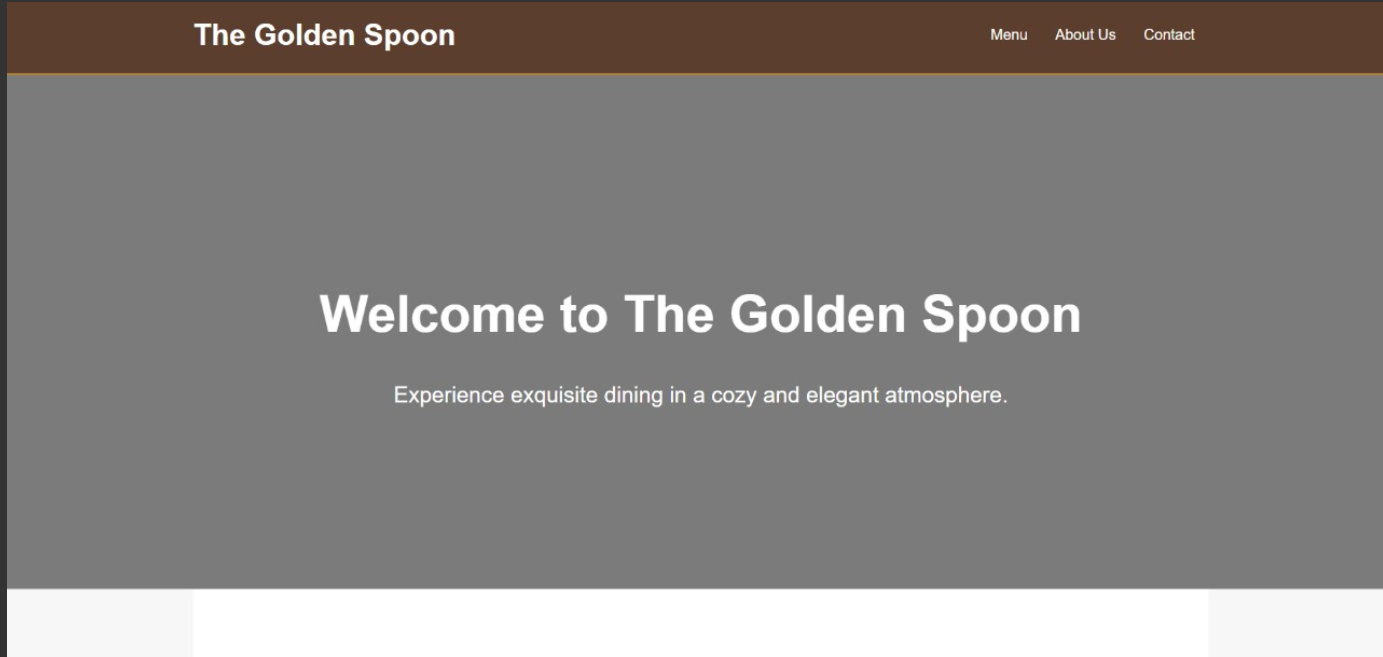 The Golden Spoon
Menu About Us Contact
Welcome to The Golden Spoon
Experience exquisite dining in a cozy and elegant atmosphere.